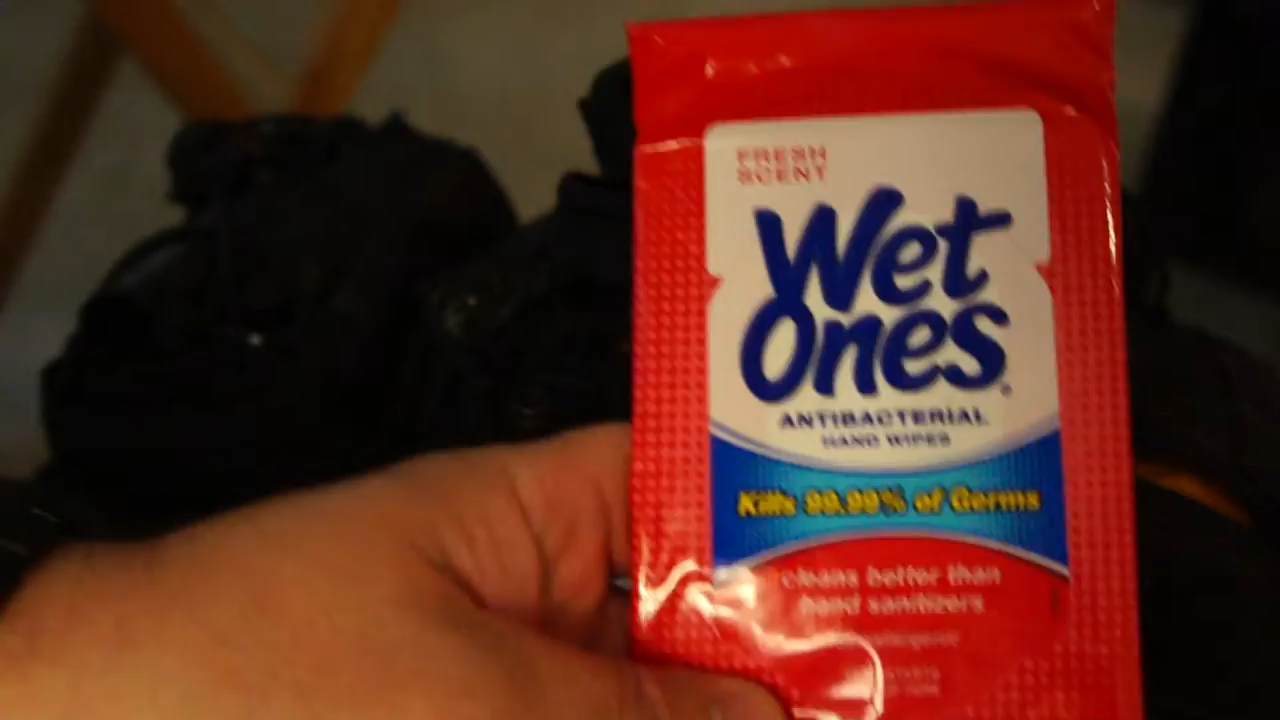 FRESH
SCENT
Wet
Ones
ANTIBACTERIAL
HAND WIPES
Kills 99.99% of Germs
cleans better than
hand sanitizers